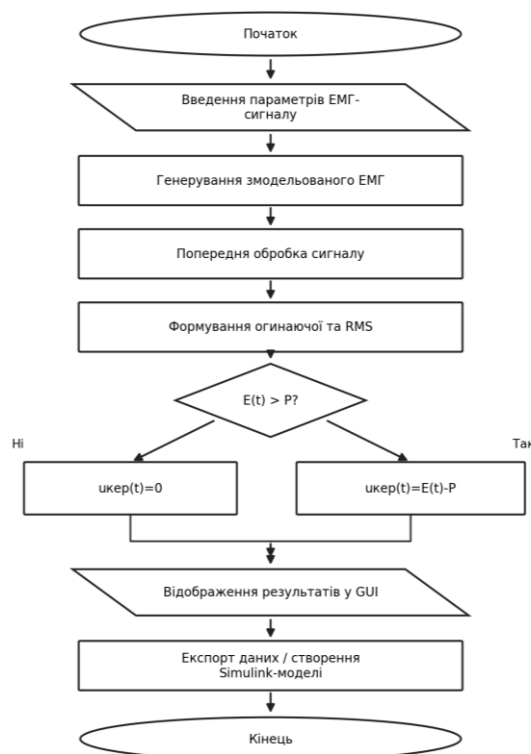 Початок
Введення параметрів ЕМГ-
сигналу
Генерування змодельованого ЕМГ
Попередня обробка сигналу
Формування огинаючої та RMS
E(t) > P?
Ні
Так
uкер(t)=0
uкер(t)=E(t)-P
Відображення результатів у GUI
Експорт даних / створення
Simulink-моделі
Кінець